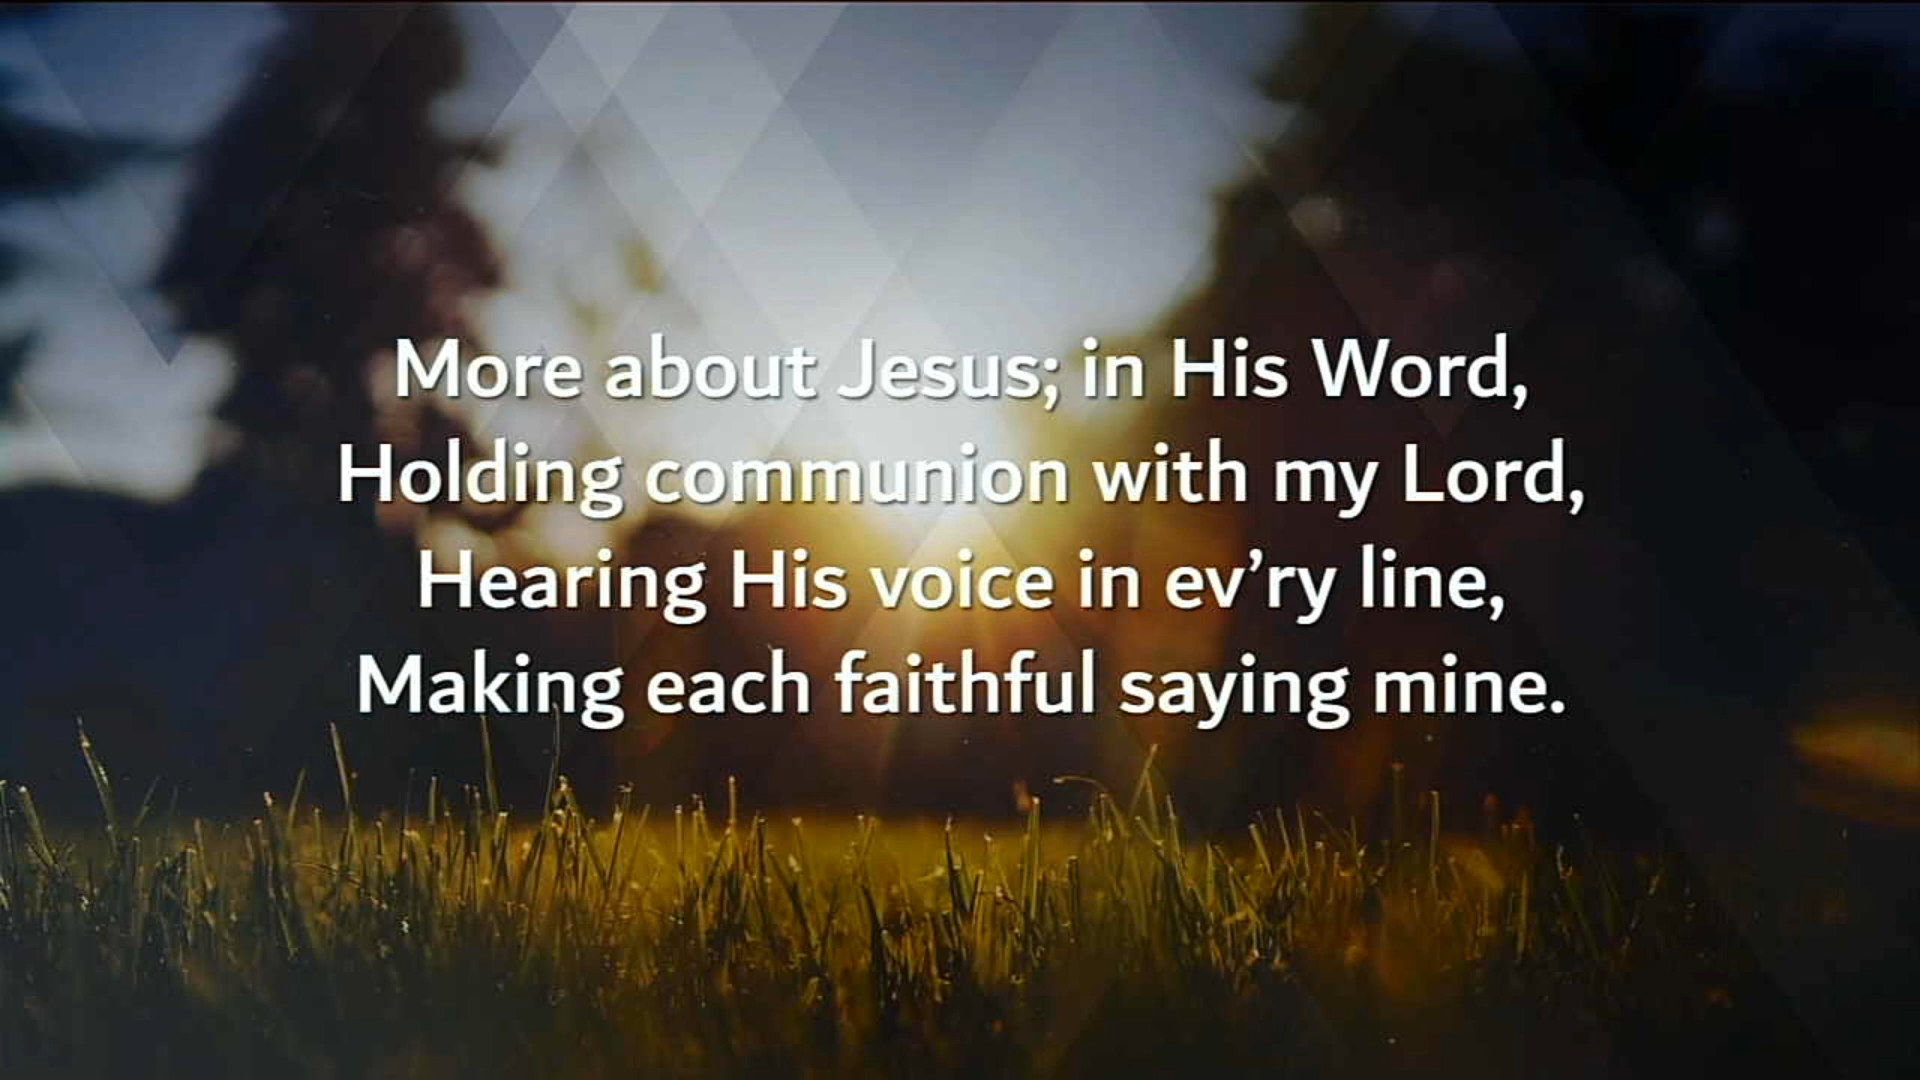 More about Jesus; in His Word,
Holding communion with my Lord,
Hearing His voice in ev’ry line,
Making each faithful saying mine.